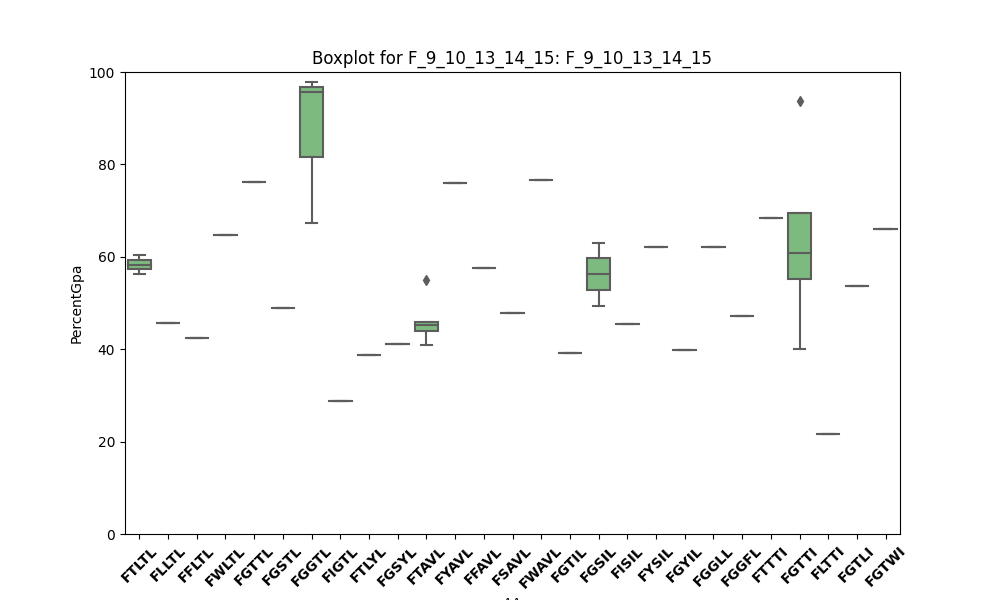 Boxplot for F_9_10_13_14_15: F_9_10_13_14_15
100
80
60
40
20
0
PercentGpa
FTLTL FLLTL FFLTL FWLTL FGTTL FGSTL FGGTL FIGTL FTLYL FGSYL FTAVL FYAVL FFAVL FSAVL FWAVL FGTIL FGSIL FISIL FYSIL FGYIL FGGLL FGGFL FTTTI FGTTI FLTTI FGTLI FGTWI